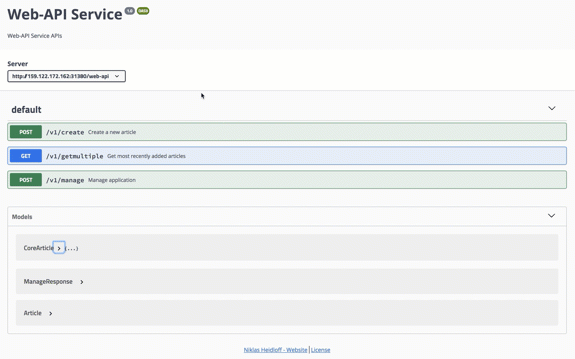 Web-API Service 1.0 OAS3
Web-API Service APIs
Server
http://159.122.172.162:31380/web-api
default
POST /v1/create Create a new article
GET /v1/getmultiple Get most recently added articles
POST /v1/manage Manage application
Models
CoreArticle > {...}
ManageResponse >
Article >
Niklas Heidloff - Website | License